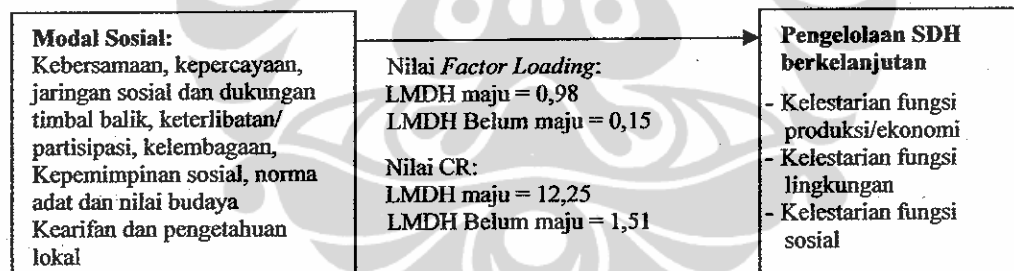 Modal Sosial:
Kebersamaan, kepercayaan,
jaringan sosial dan dukungan
timbal balik, keterlibatan/
partisipasi, kelembagaan,
Kepemimpinan sosial, norma
adat dan nilai budaya
Kearifan dan pengetahuan
lokal
Nilai Factor Loading:
LMDH maju = 0,98
LMDH Belum maju = 0,15
Nilai CR:
LMDH maju = 12,25
LMDH Belum maju = 1,51
Pengelolaan SDH
berkelanjutan
- Kelestarian fungsi
produksi/ekonomi
- Kelestarian fungsi
lingkungan
- Kelestarian fungsi
sosial